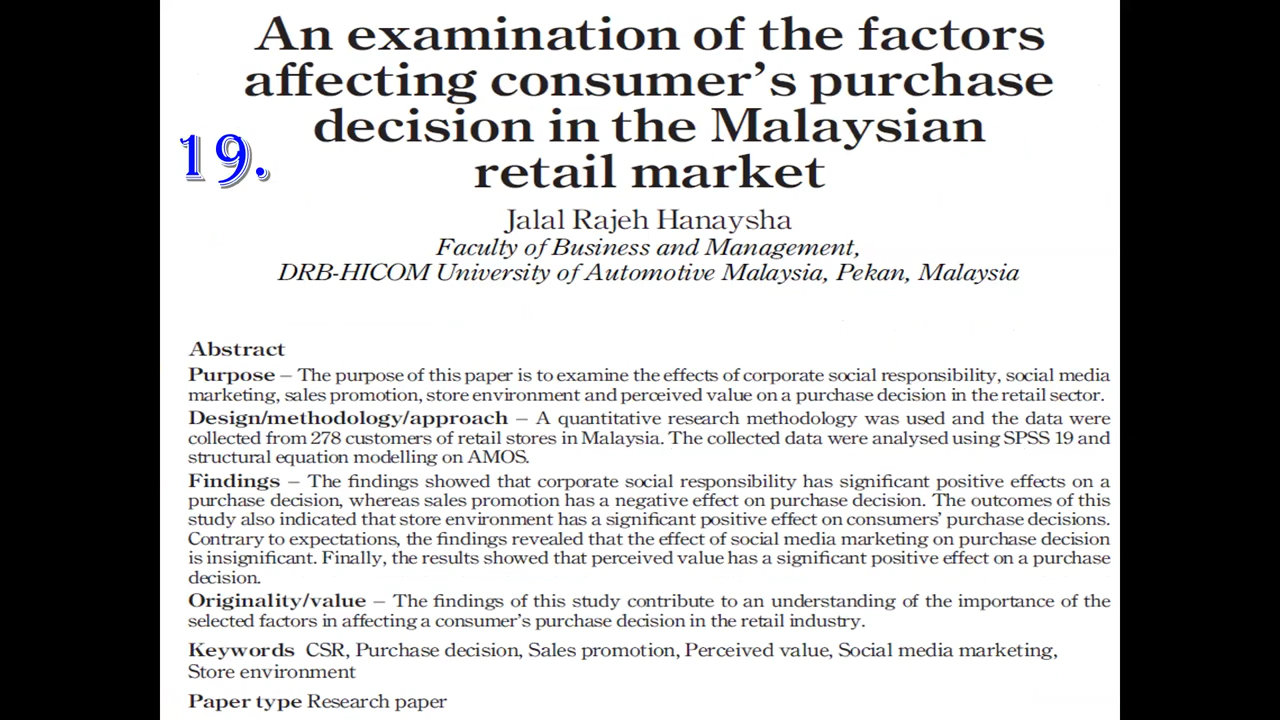 An examination of the factors
affecting consumer's purchase
decision in the Malaysian
19.
retail market
Jalal Rajeh Hanaysha
Faculty of Business and Management,
DRB-HICOM University of Automotive Malaysia, Pekan, Malaysia
Abstract
Purpose – The purpose of this paper is to examine the effects of corporate social responsibility, social media
marketing, sales promotion, store environment and perceived value on a purchase decision in the retail sector.
Design/methodology/approach – A quantitative research methodology was used and the data were
collected from 278 customers of retail stores in Malaysia. The collected data were analysed using SPSS 19 and
structural equation modelling on AMOS.
Findings – The findings showed that corporate social responsibility has significant positive effects on a
purchase decision, whereas sales promotion has a negative effect on purchase decision. The outcomes of this
study also indicated that store environment has a significant positive effect on consumers' purchase decisions.
Contrary to expectations, the findings revealed that the effect of social media marketing on purchase decision
is insignificant. Finally, the results showed that perceived value has a significant positive effect on a purchase
decision.
Originality/value – The findings of this study contribute to an understanding of the importance of the
selected factors in affecting a consumer's purchase decision in the retail industry.
Keywords CSR, Purchase decision, Sales promotion, Perceived value, Social media marketing,
Store environment
Paper type Research paper